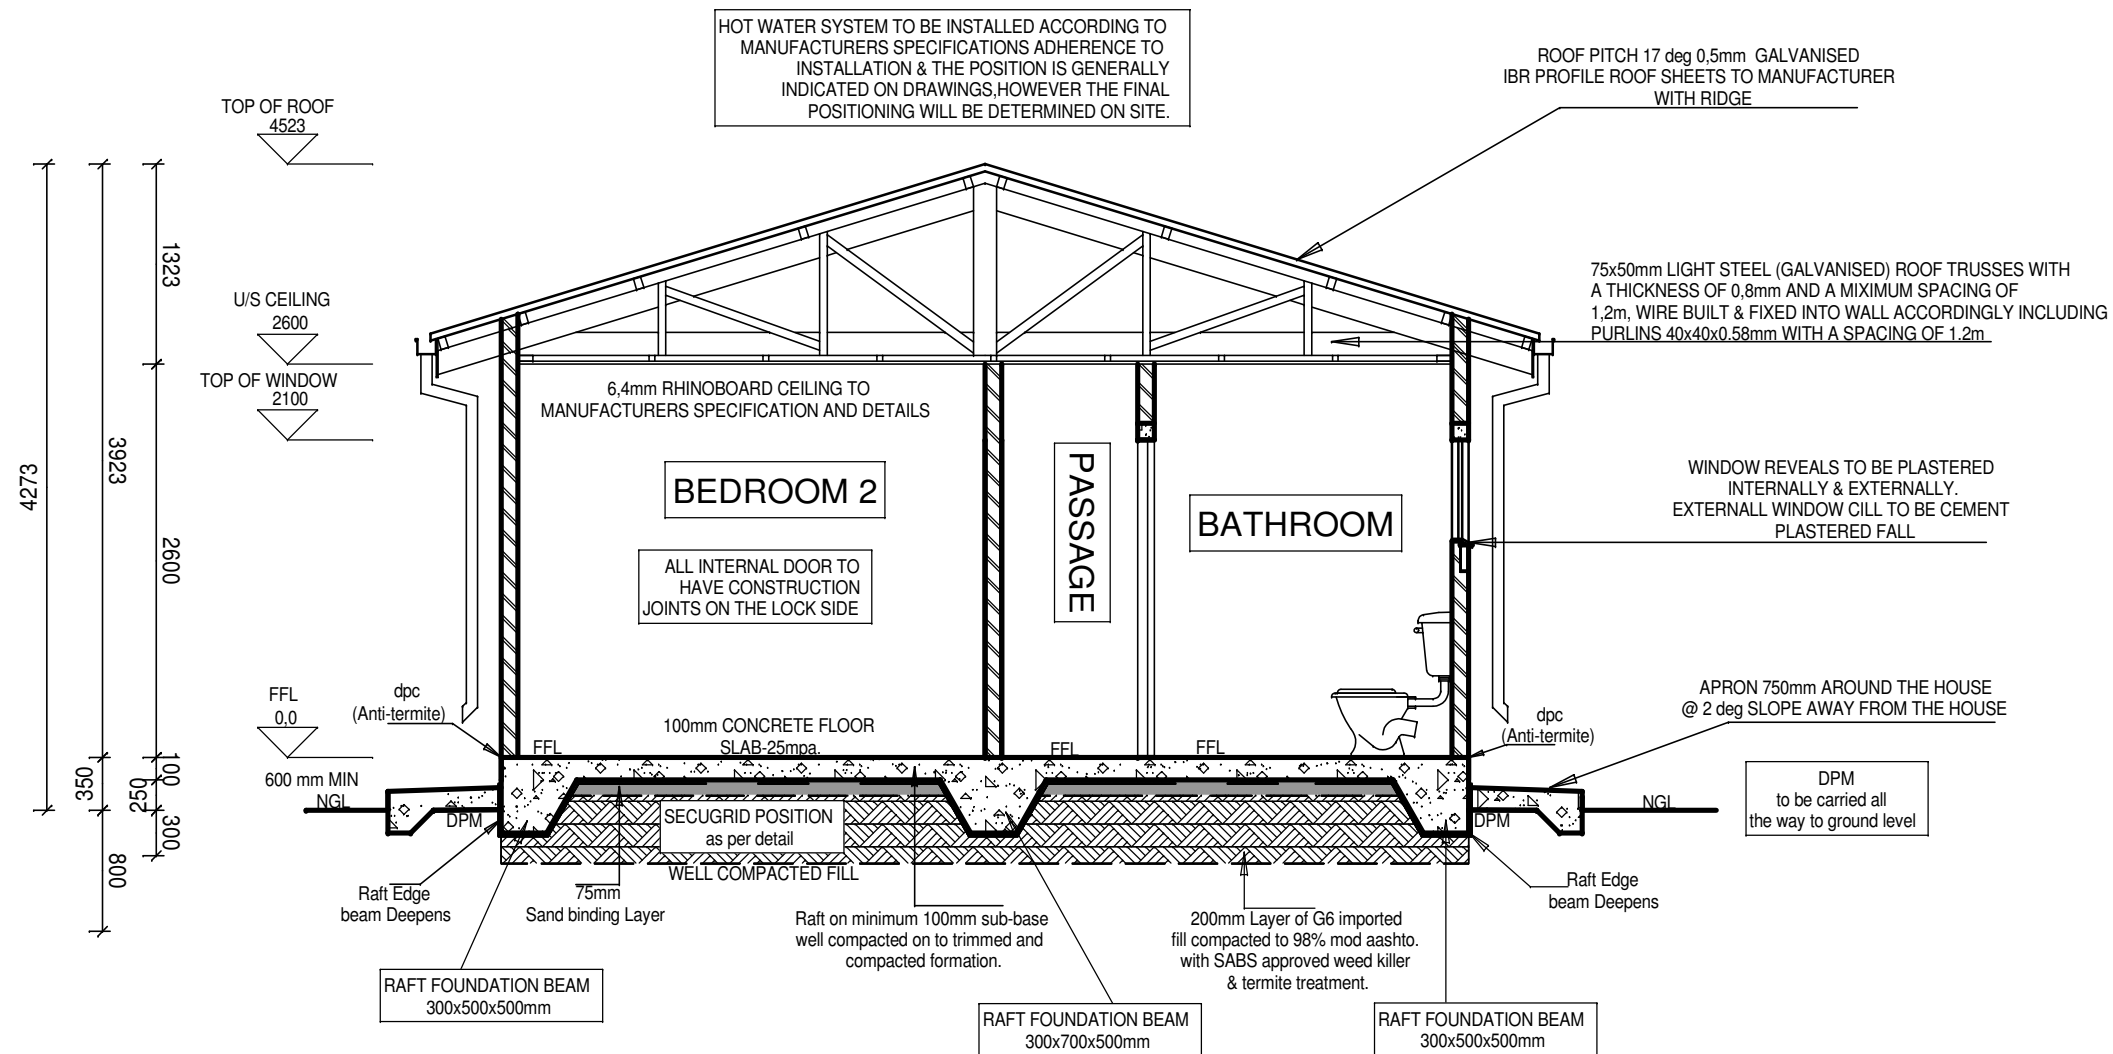 HOT WATER SYSTEM TO BE INSTALLED ACCORDING TO
MANUFACTURERS SPECIFICATIONS ADHERENCE TO
INSTALLATION & THE POSITION IS GENERALLY
INDICATED ON DRAWINGS,HOWEVER THE FINAL
POSITIONING WILL BE DETERMINED ON SITE.
ROOF PITCH 17 deg 0,5mm GALVANISED
IBR PROFILE ROOF SHEETS TO MANUFACTURER
WITH RIDGE
TOP OF ROOF
4523
U/S CEILING
2600
TOP OF WINDOW
2100
FFL
0,0
4273
3923
350
800
1323
2600
100
250
300
75x50mm LIGHT STEEL (GALVANISED) ROOF TRUSSES WITH
A THICKNESS OF 0,8mm AND A MIXIMUM SPACING OF
1,2m, WIRE BUILT & FIXED INTO WALL ACCORDINGLY INCLUDING
PURLINS 40x40x0.58mm WITH A SPACING OF 1.2m
6,4mm RHINOBOARD CEILING TO
MANUFACTURERS SPECIFICATION AND DETAILS
BEDROOM 2
PASSAGE
BATHROOM
WINDOW REVEALS TO BE PLASTERED
INTERNALLY & EXTERNALLY.
EXTERNALL WINDOW CILL TO BE CEMENT
PLASTERED FALL
ALL INTERNAL DOOR TO
HAVE CONSTRUCTION
JOINTS ON THE LOCK SIDE
dpc
(Anti-termite)
100mm CONCRETE FLOOR
SLAB-25mpa.
FFL
FFL
FFL
dpc
(Anti-termite)
APRON 750mm AROUND THE HOUSE
@ 2 deg SLOPE AWAY FROM THE HOUSE
600 mm MIN
NGL
DPM
SECUGRID POSITION
as per detail
WELL COMPACTED FILL
DPM
NGL
DPM
to be carried all
the way to ground level
Raft Edge
beam Deepens
75mm
Sand binding Layer
Raft on minimum 100mm sub-base
well compacted on to trimmed and
compacted formation.
200mm Layer of G6 imported
fill compacted to 98% mod aashto.
with SABS approved weed killer
& termite treatment.
Raft Edge
beam Deepens
RAFT FOUNDATION BEAM
300x500x500mm
RAFT FOUNDATION BEAM
300x700x500mm
RAFT FOUNDATION BEAM
300x500x500mm